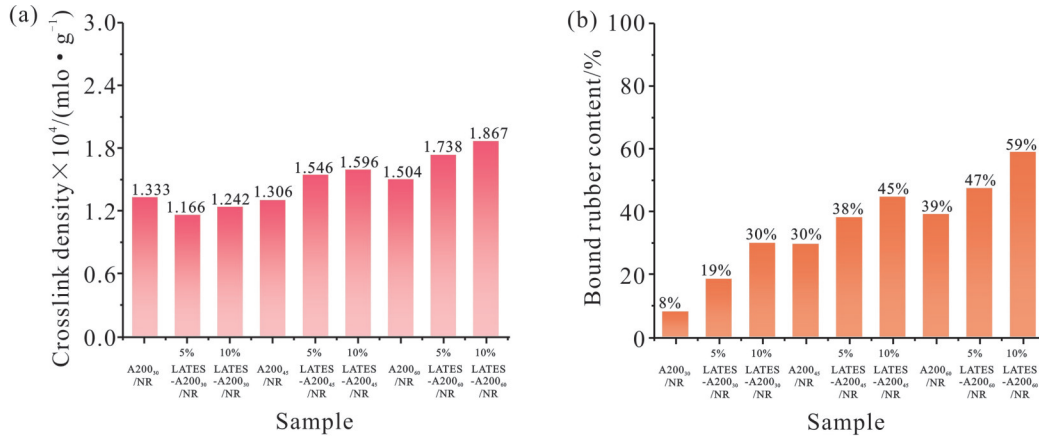 (a)
Crosslink density×10⁴/(mlo·g⁻¹)
3.0
2.4
1.8
1.2
0.6
0.0
1.333
1.166
1.242
1.306
1.546
1.596
1.504
1.738
1.867
A200₃₀ /NR
5% LATES -A200₃₀ /NR
10% LATES -A200₃₀ /NR
A200₄₅ /NR
5% LATES -A200₄₅ /NR
10% LATES -A200₄₅ /NR
A200₆₀ /NR
5% LATES -A200₆₀ /NR
10% LATES -A200₆₀ /NR
Sample
(b)
Bound rubber content/%
100
80
60
40
20
0
8%
19%
30%
30%
38%
45%
39%
47%
59%
A200₃₀ /NR
5% LATES -A200₃₀ /NR
10% LATES -A200₃₀ /NR
A200₄₅ /NR
5% LATES -A200₄₅ /NR
10% LATES -A200₄₅ /NR
A200₆₀ /NR
5% LATES -A200₆₀ /NR
10% LATES -A200₆₀ /NR
Sample